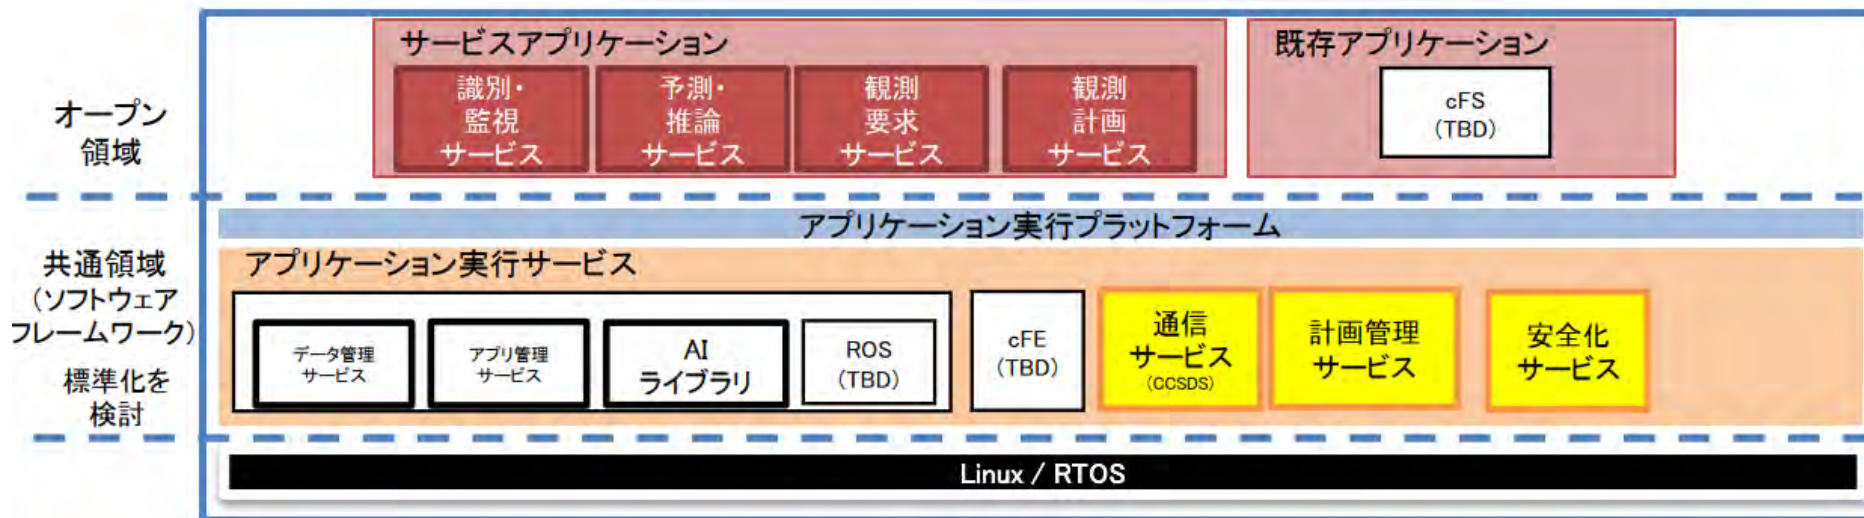 オープン
領域
サービスアプリケーション
識別・
監視
サービス
予測・
推論
サービス
観測
要求
サービス
観測
計画
サービス
既存アプリケーション
cFS
(TBD)
共通領域
(ソフトウェア
フレームワーク)
標準化を
検討
アプリケーション実行プラットフォーム
アプリケーション実行サービス
データ管理
サービス
アプリ管理
サービス
AI
ライブラリ
ROS
(TBD)
cFE
(TBD)
通信
サービス
(CCSDS)
計画管理
サービス
安全化
サービス
Linux / RTOS